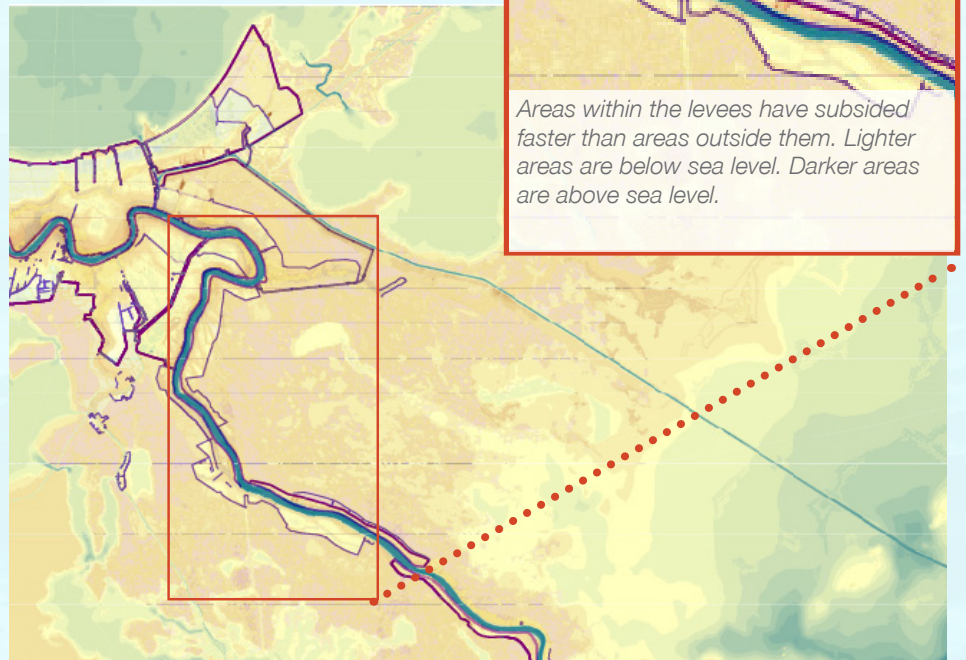 Areas within the levees have subsided
faster than areas outside them. Lighter
areas are below sea level. Darker areas
are above sea level.